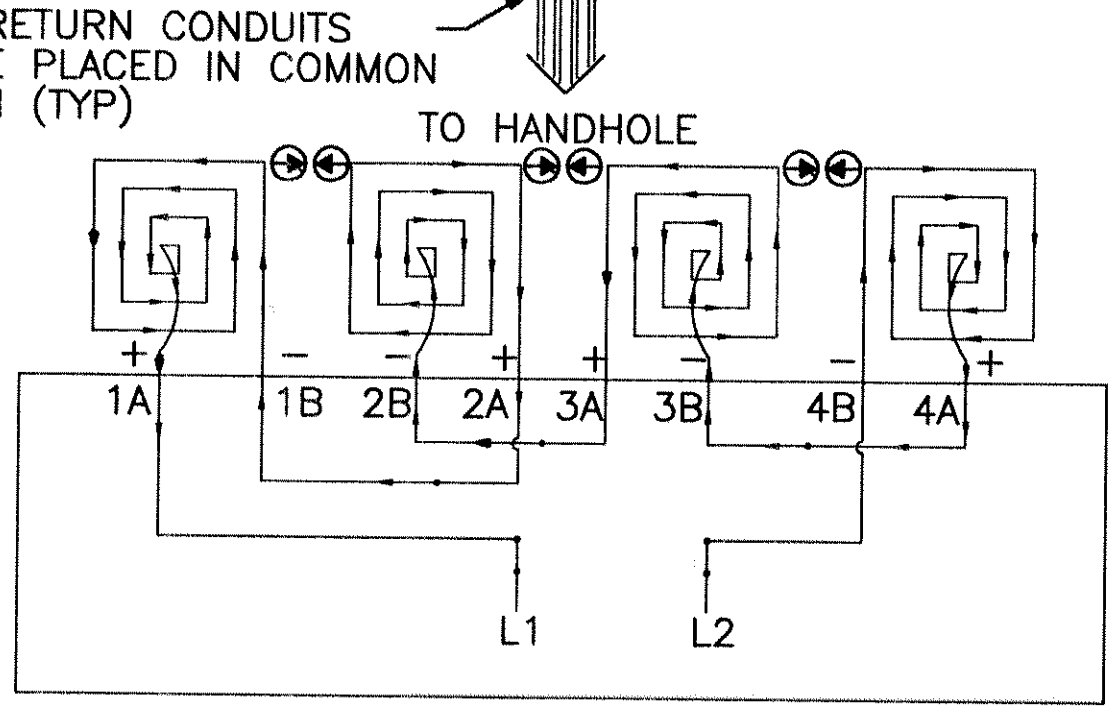 RETURN CONDUITS
PLACED IN COMMON
(TYP)
TO HANDHOLE
+ − − + + − − +
1A 1B 2B 2A 3A 3B 4B 4A
L1 L2